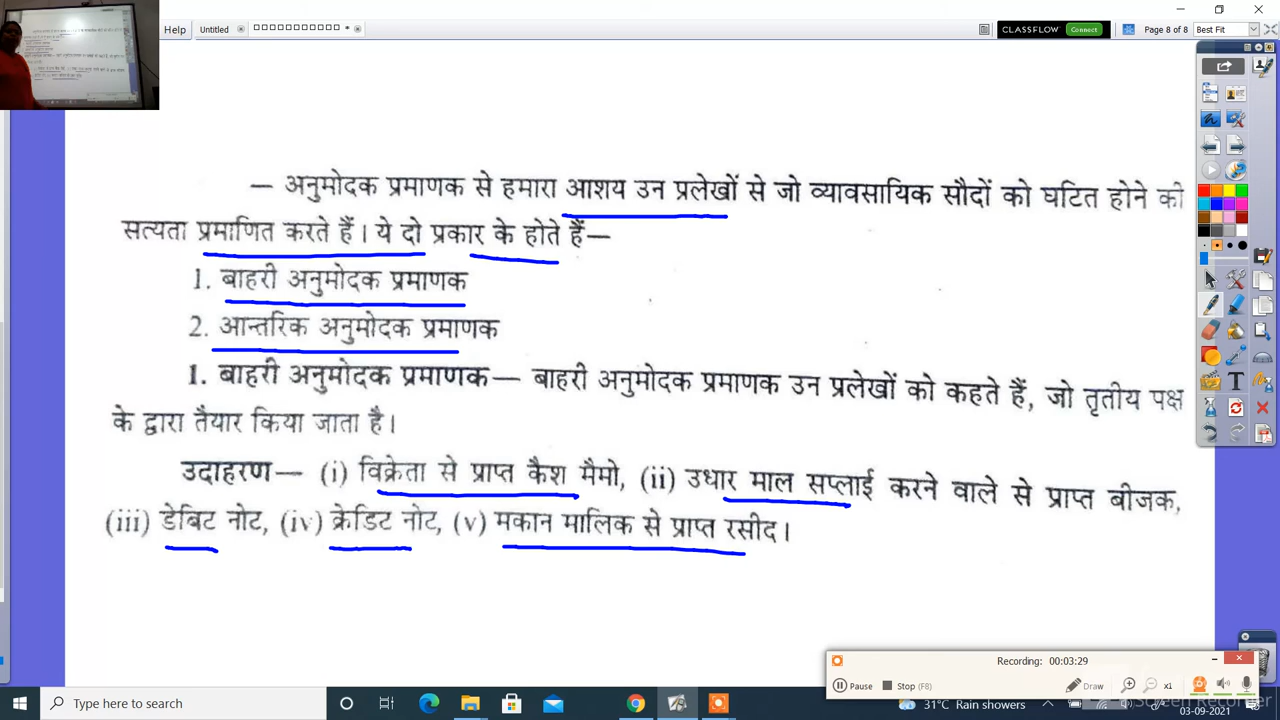 Help
Untitled
CLASSFLOW
Connect
Page 8 of 8
Best Fit
— अनुमोदक प्रमाणक से हमारा आशय उन प्रलेखों से जो व्यावसायिक सौदों को घटित होने की
सत्यता प्रमाणित करते हैं। ये दो प्रकार के होते हैं—
1. बाहरी अनुमोदक प्रमाणक
2. आन्तरिक अनुमोदक प्रमाणक
1. बाहरी अनुमोदक प्रमाणक— बाहरी अनुमोदक प्रमाणक उन प्रलेखों को कहते हैं, जो तृतीय पक्ष
के द्वारा तैयार किया जाता है।
उदाहरण— (i) विक्रेता से प्राप्त कैश मैमो, (ii) उधार माल सप्लाई करने वाले से प्राप्त बीजक,
(iii) डेबिट नोट, (iv) क्रेडिट नोट, (v) मकान मालिक से प्राप्त रसीद।
Recording: 00:03:29
Pause
Stop (F8)
Draw
x1
Type here to search
31°C Rain showers
03-09-2021